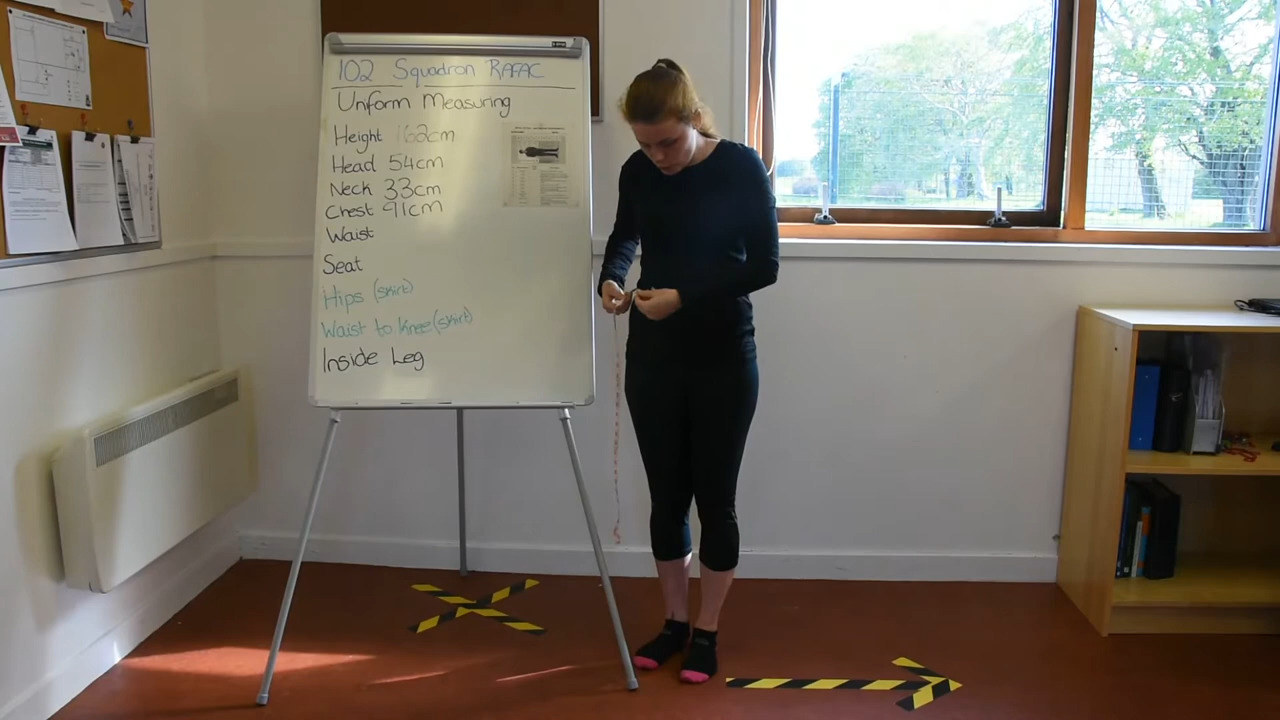 102 Squadron RAFAC
Uniform Measuring
Height 162cm
Head 54cm
Neck 33cm
Chest 91cm
Waist
Seat
Hips (skirt)
Waist to knee (skirt)
Inside Leg